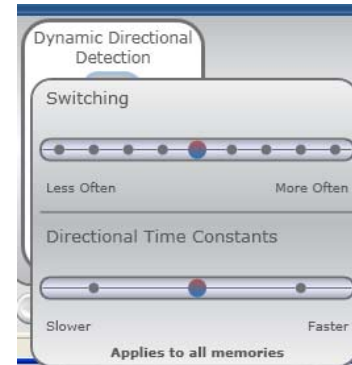 Dynamic Directional
Detection
Switching
Less Often More Often
Directional Time Constants
Slower Faster
Applies to all memories